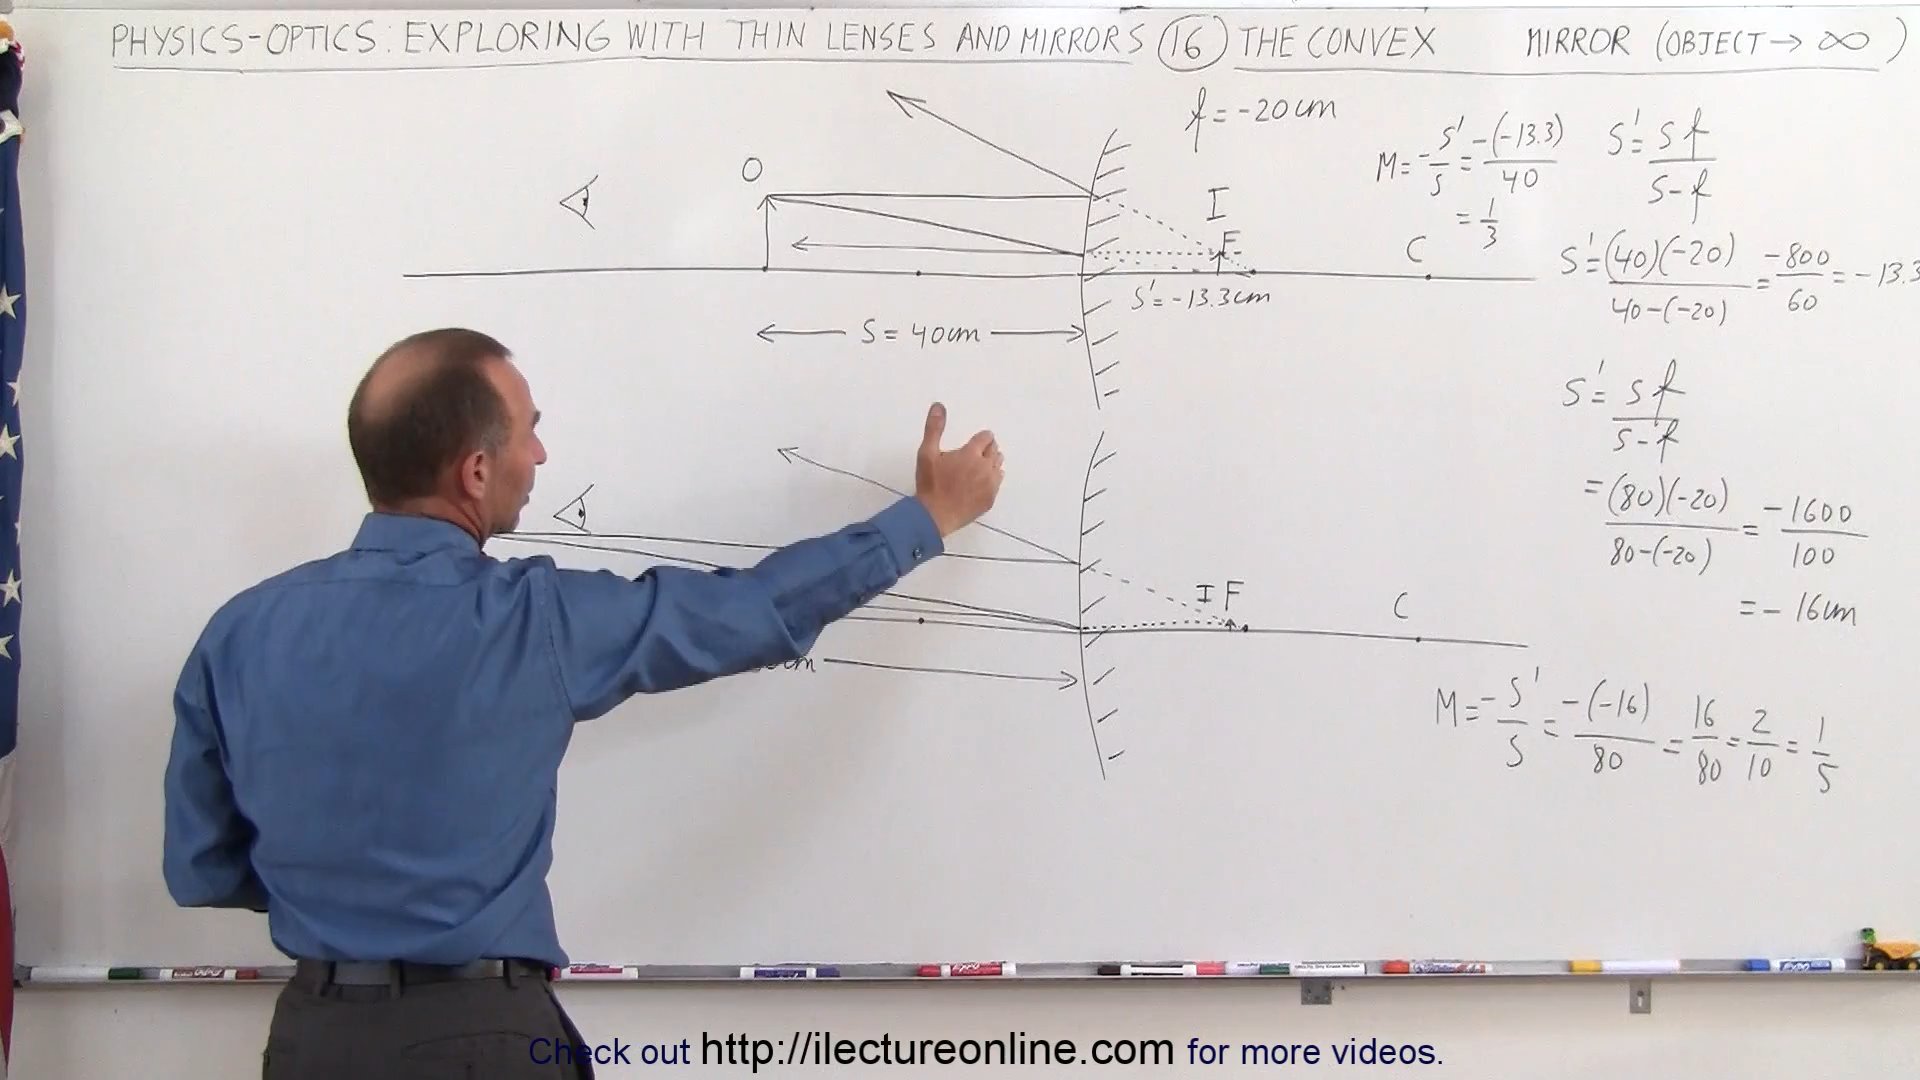 PHYSICS-OPTICS: EXPLORING WITH THIN LENSES AND MIRRORS (16) THE CONVEX MIRROR (OBJECT → ∞)
f = -20cm
M = -S'/S = -(-13.3)/40
= 1/3
S' = Sf/(S-f)
S' = (40)(-20)/(40-(-20)) = -800/60 = -13.3
O
I
F
C
S' = -13.3cm
S = 40cm
S' = Sf/(S-f)
= (80)(-20)/(80-(-20)) = -1600/100
= -16cm
I F
C
cm
M = -S'/S = -(-16)/80 = 16/80 = 2/10 = 1/5
EXPO
Check out http://ilectureonline.com for more videos.